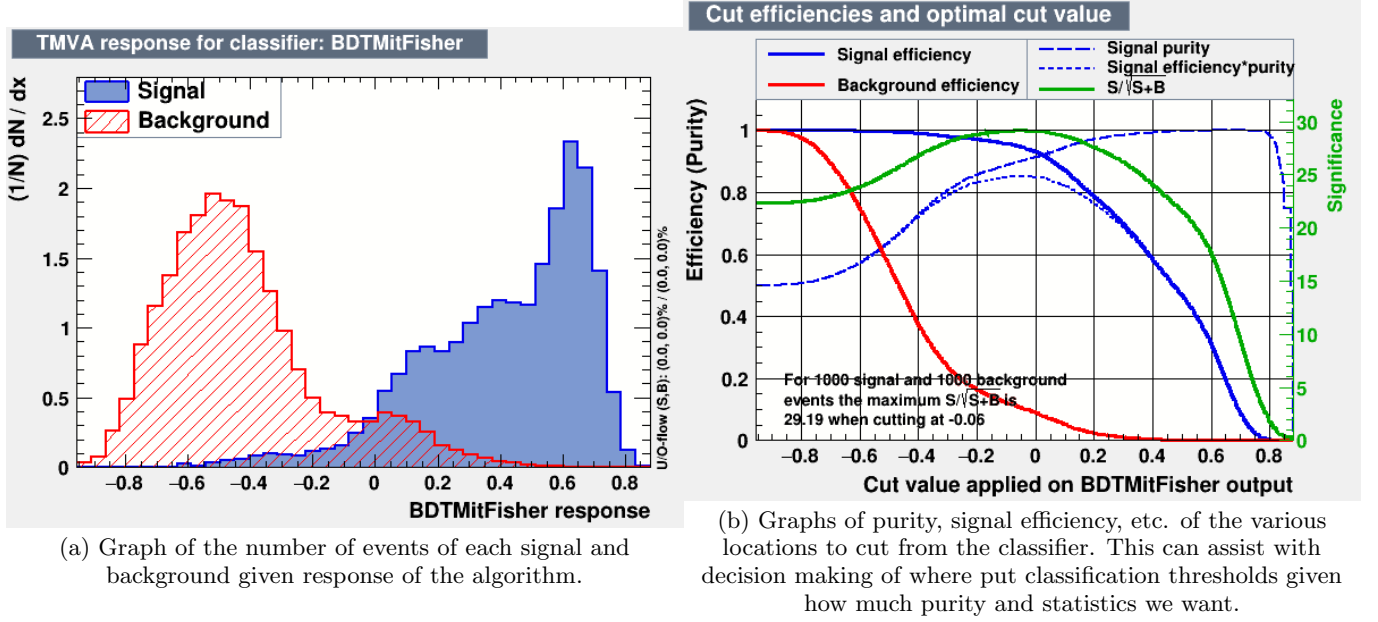 TMVA response for classifier: BDTMitFisher
(1/N) dN / dx
Signal
Background
2.5
2
1.5
1
0.5
0
−0.8 −0.6 −0.4 −0.2 0 0.2 0.4 0.6 0.8
BDTMitFisher response
U/O-flow (S,B): (0.0, 0.0)% / (0.0, 0.0)%
(a) Graph of the number of events of each signal and
background given response of the algorithm.
Cut efficiencies and optimal cut value
Signal efficiency
Background efficiency
Signal purity
Signal efficiency*purity
S/√S+B
Efficiency (Purity)
1
0.8
0.6
0.4
0.2
0
For 1000 signal and 1000 background
events the maximum S/√S+B is
29.19 when cutting at -0.06
−0.8 −0.6 −0.4 −0.2 0 0.2 0.4 0.6 0.8
Cut value applied on BDTMitFisher output
30
25
20
15
10
5
0
Significance
(b) Graphs of purity, signal efficiency, etc. of the various
locations to cut from the classifier. This can assist with
decision making of where put classification thresholds given
how much purity and statistics we want.